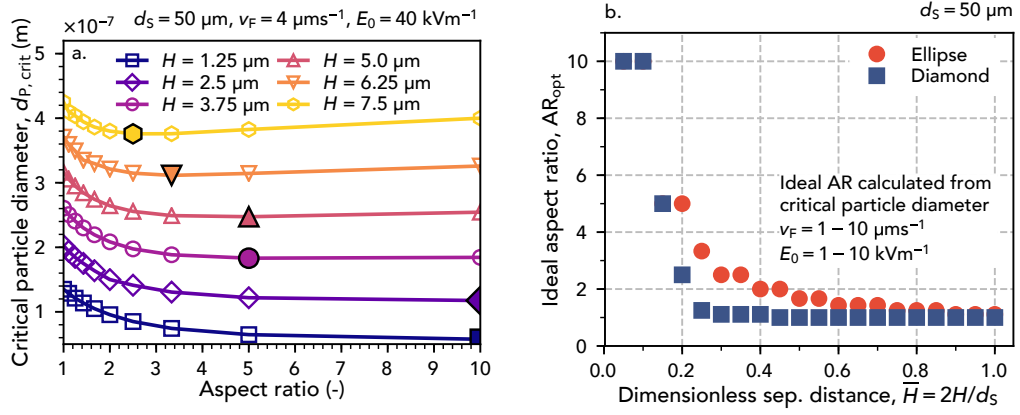 d_S = 50 µm, v_F = 4 µms⁻¹, E_0 = 40 kVm⁻¹
×10⁻⁷
a.
H = 1.25 µm
H = 2.5 µm
H = 3.75 µm
H = 5.0 µm
H = 6.25 µm
H = 7.5 µm
Critical particle diameter, d_P, crit (m)
5
4
3
2
1
1 2 3 4 5 6 7 8 9 10
Aspect ratio (-)
b.
d_S = 50 µm
Ellipse
Diamond
Ideal AR calculated from
critical particle diameter
v_F = 1 − 10 µms⁻¹
E_0 = 1 − 10 kVm⁻¹
Ideal aspect ratio, AR_opt
10
8
6
4
2
0
0.0 0.2 0.4 0.6 0.8 1.0
Dimensionless sep. distance, H̅ = 2H/d_S